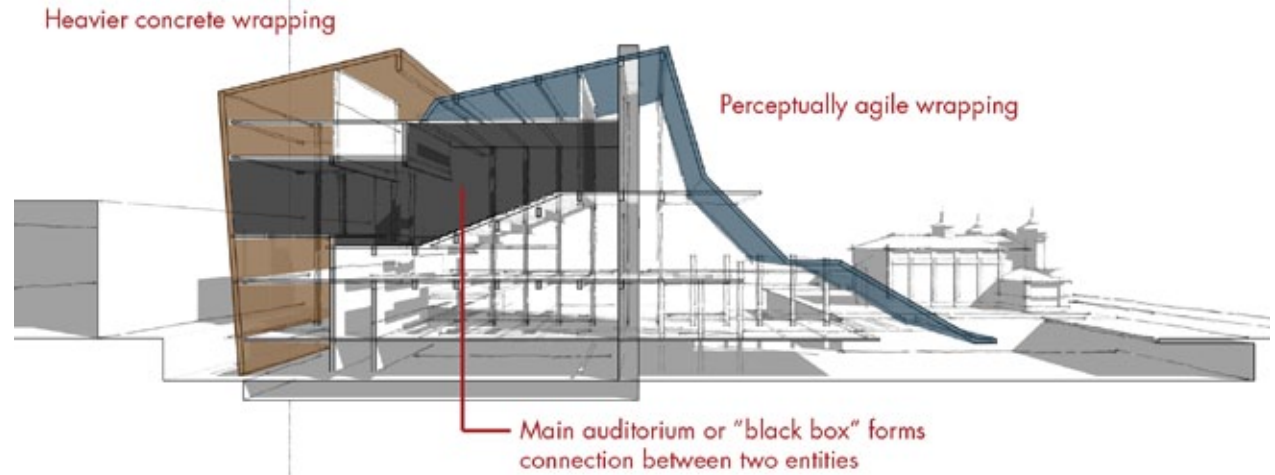 Heavier concrete wrapping
Perceptually agile wrapping
Main auditorium or "black box" forms
connection between two entities